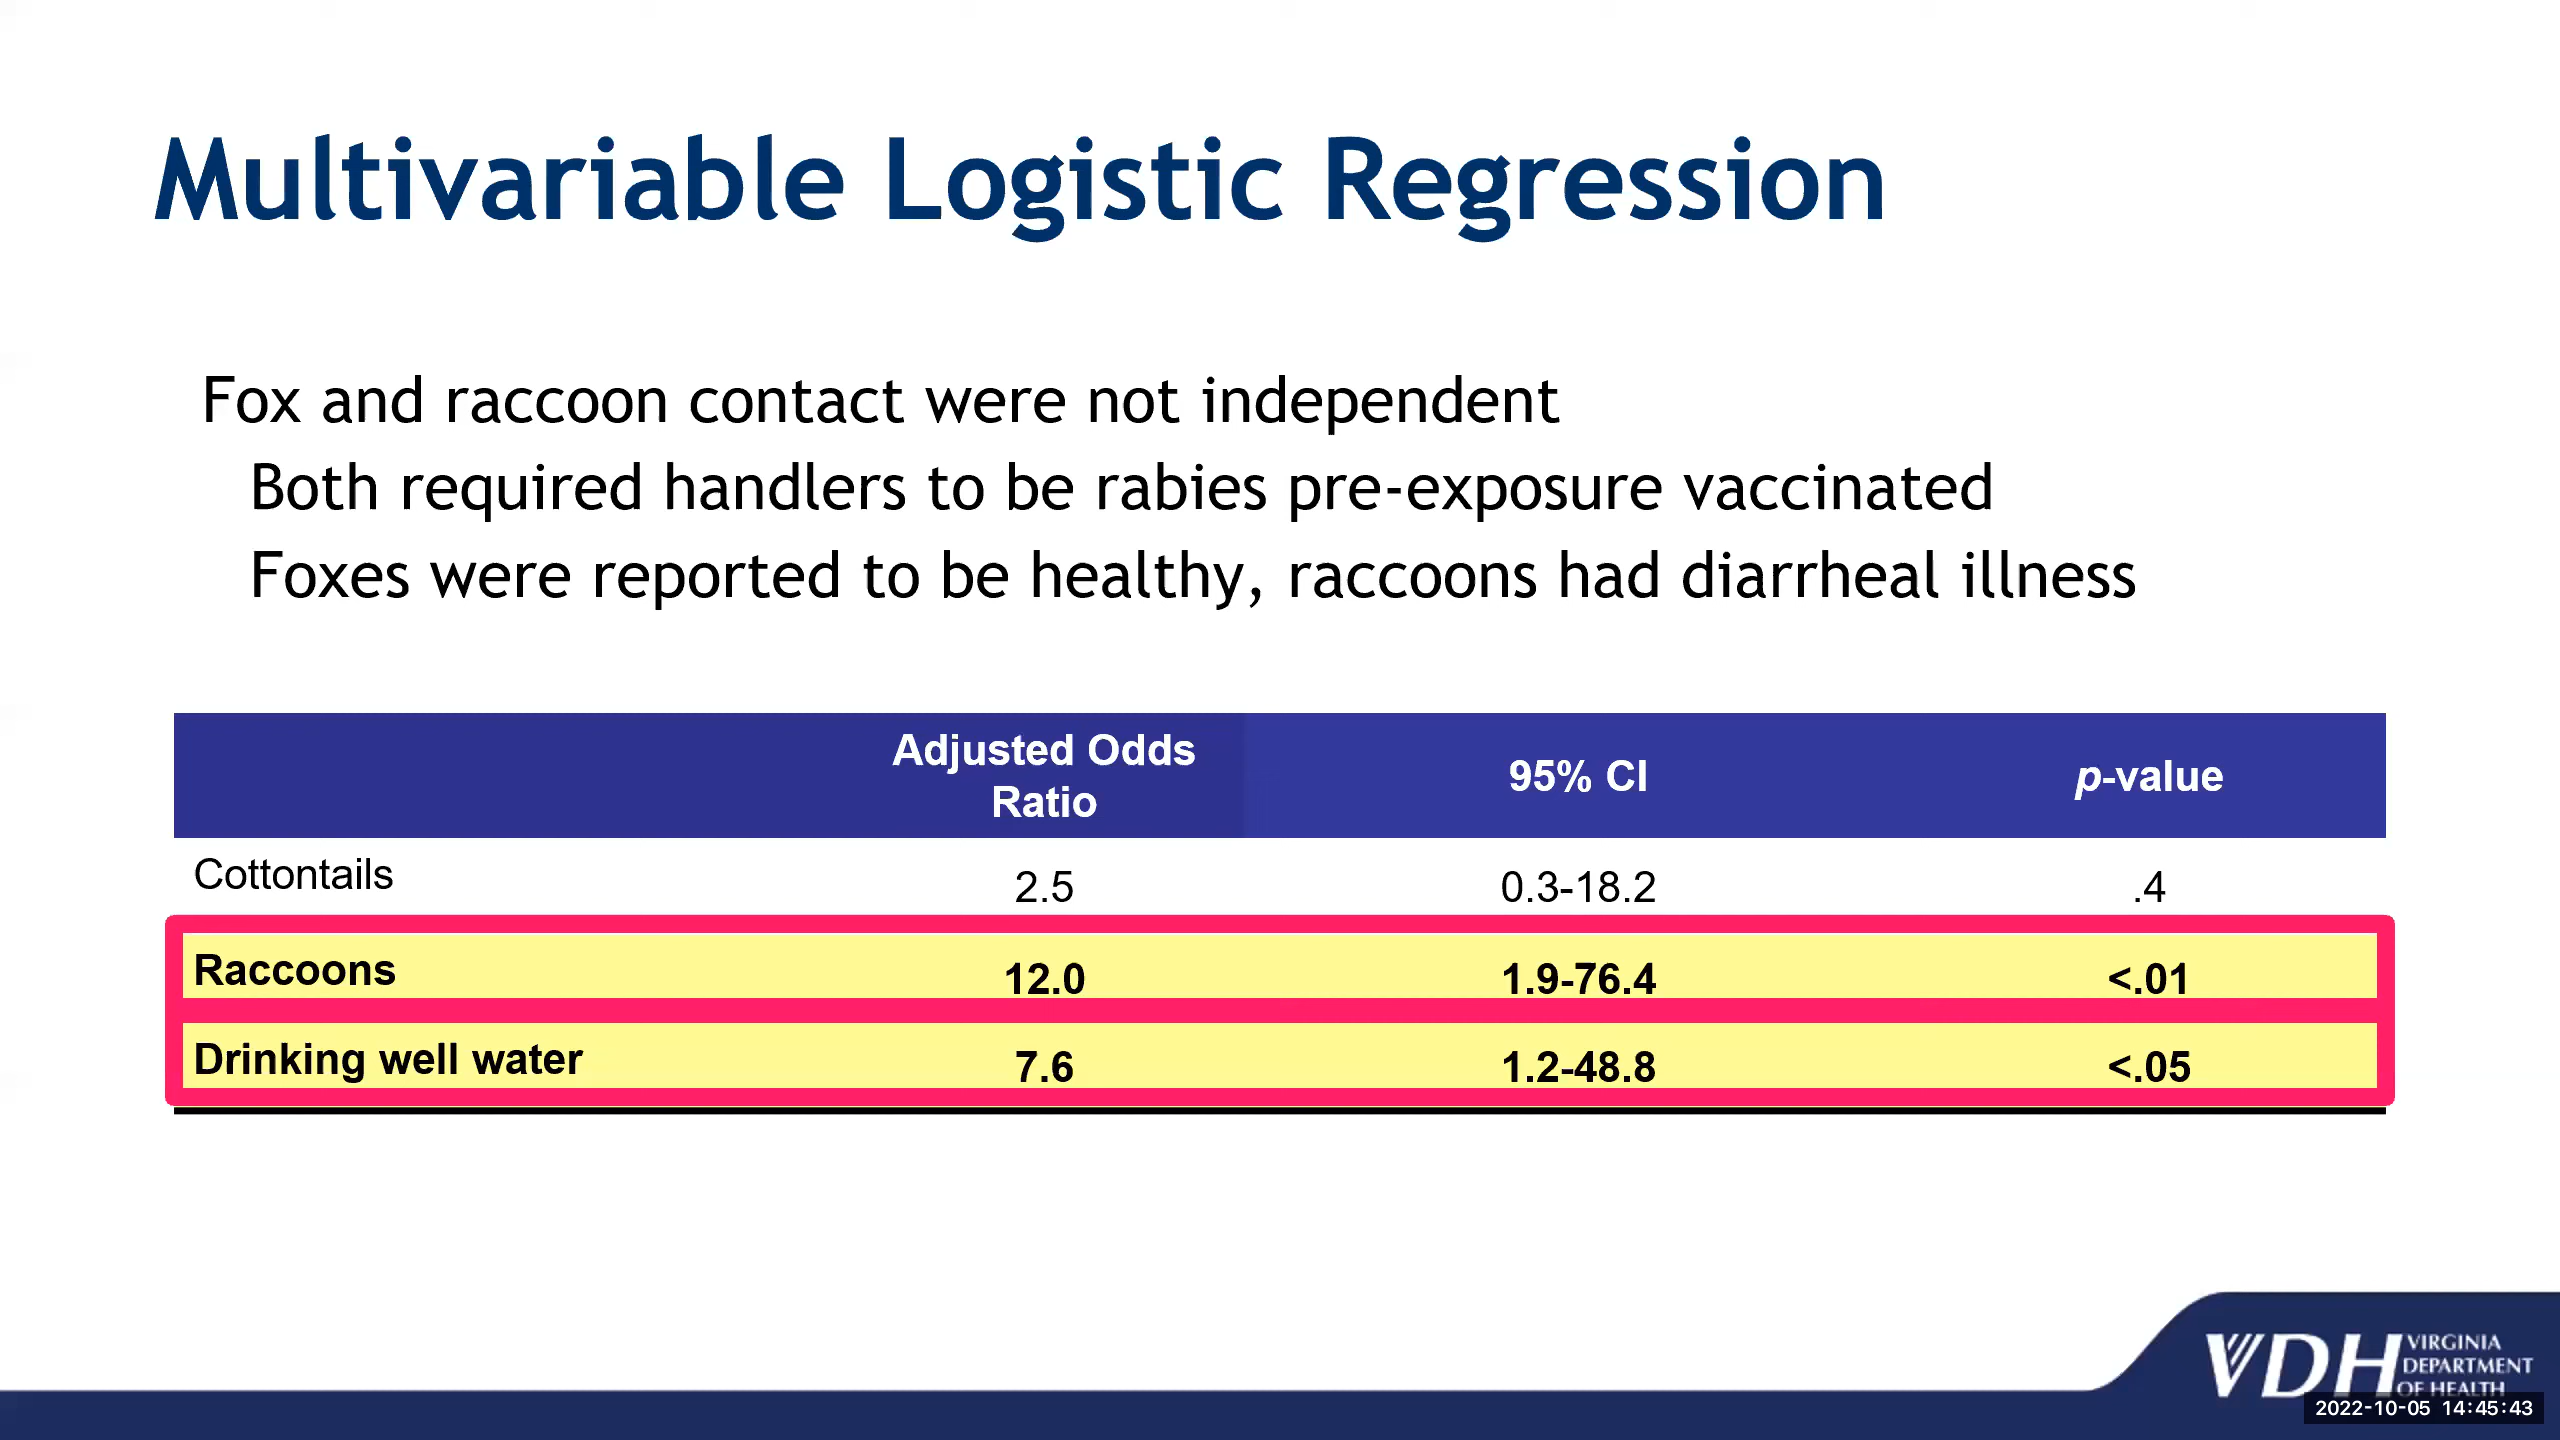 Multivariable Logistic Regression
Fox and raccoon contact were not independent
Both required handlers to be rabies pre-exposure vaccinated
Foxes were reported to be healthy, raccoons had diarrheal illness
Adjusted Odds
Ratio
95% CI
p-value
Cottontails 2.5 0.3-18.2 .4
Raccoons 12.0 1.9-76.4 <.01
Drinking well water 7.6 1.2-48.8 <.05
VDH
VIRGINIA
DEPARTMENT
OF HEALTH
2022-10-05 14:45:43